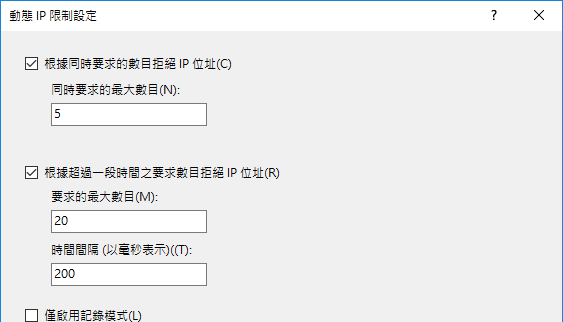 動態 IP 限制設定
根據同時要求的數目拒絕 IP 位址(C)
同時要求的最大數目(N):
5
根據超過一段時間之要求數目拒絕 IP 位址(R)
要求的最大數目(M):
20
時間間隔 (以毫秒表示)((T):
200
僅啟用記錄模式(L)